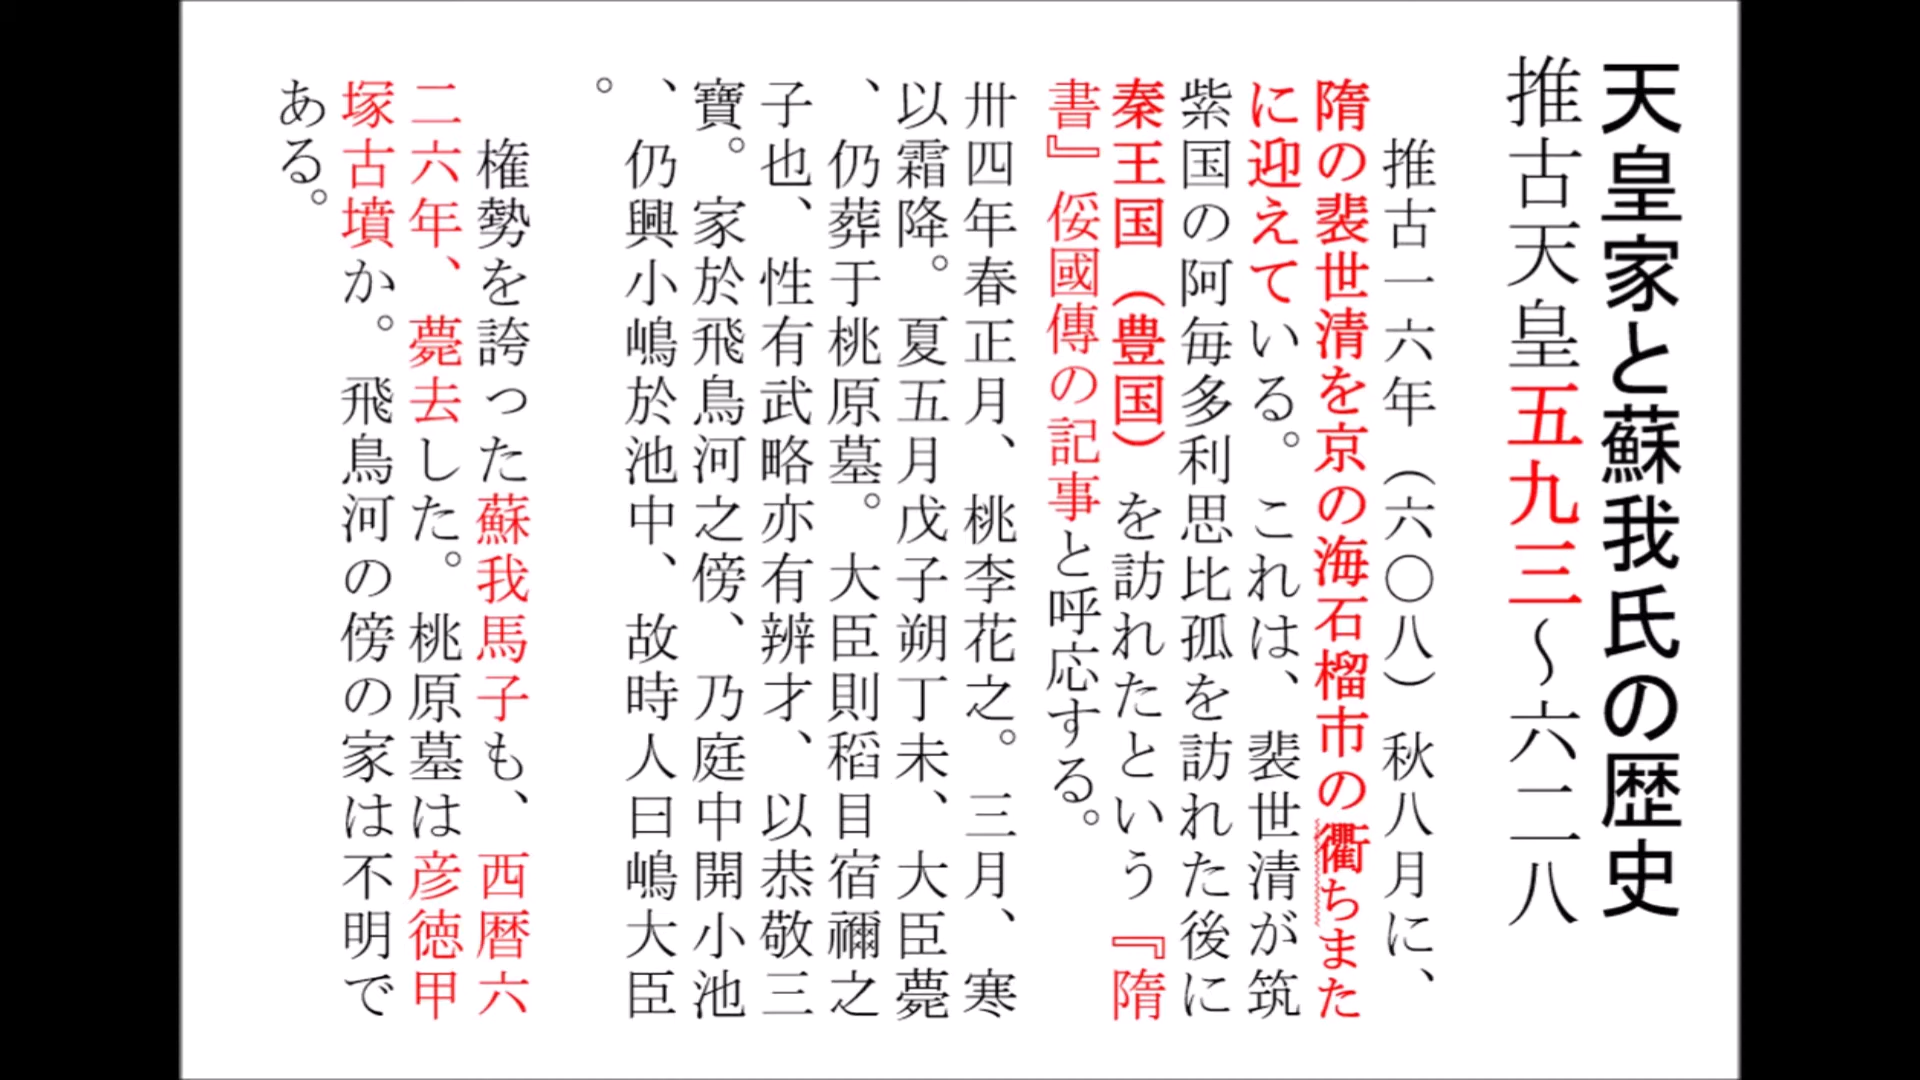 天皇家と蘇我氏の歴史
推古天皇五九三～六二八
推古一六年（六〇八）秋八月に、
隋の裴世清を京の海石榴市の衢ちまた
に迎えている。これは、裴世清が筑
紫国の阿毎多利思比孤を訪れた後に
秦王国（豊国）を訪れたという『隋
書』俀國傳の記事と呼応する。
卅四年春正月、桃李花之。三月、寒
以霜降。夏五月戊子朔丁未、大臣薨
、仍葬于桃原墓。大臣則稻目宿禰之
子也、性有武略亦有辨才、以恭敬三
寶。家於飛鳥河之傍、乃庭中開小池
、仍興小嶋於池中、故時人曰嶋大臣
。
権勢を誇った蘇我馬子も、西暦六
二六年、薨去した。桃原墓は彦徳甲
塚古墳か。飛鳥河の傍の家は不明で
ある。